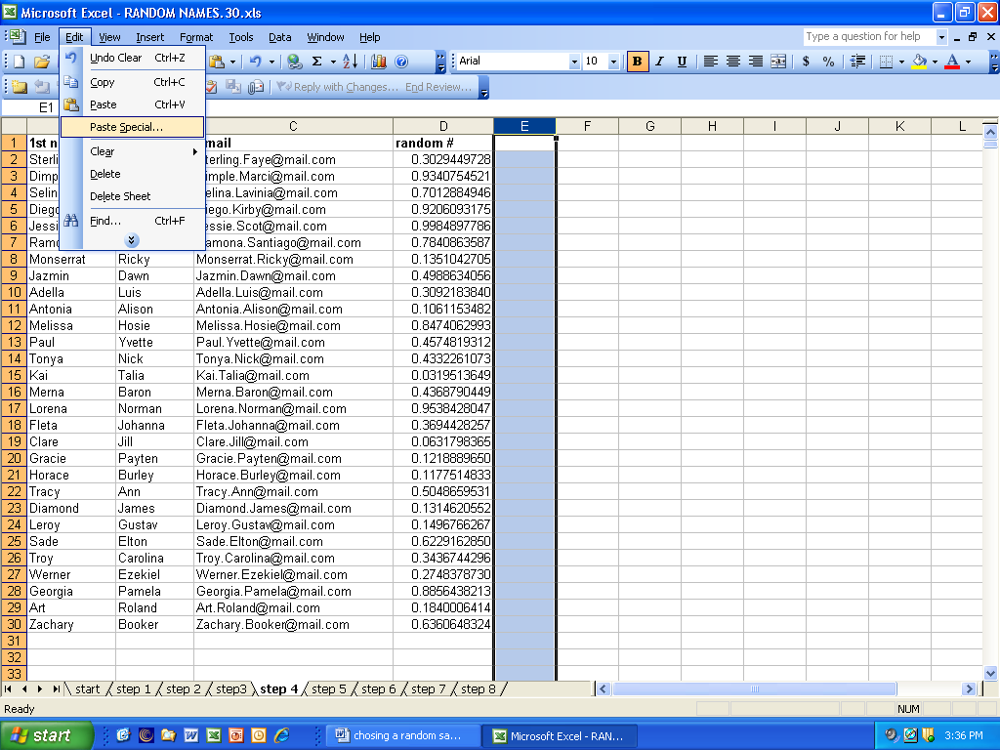 Microsoft Excel - RANDOM NAMES.30.xls
File Edit View Insert Format Tools Data Window Help Type a question for help
Arial 10 B I U $ %
Reply with Changes... End Review...
E1
Undo Clear Ctrl+Z
Copy Ctrl+C
Paste Ctrl+V
Paste Special...
Clear
Delete
Delete Sheet
Find... Ctrl+F
C D E F G H I J K L
1 1st n mail random #
2 Sterli terling.Faye@mail.com 0.3029449728
3 Dimp imple.Marci@mail.com 0.9340754521
4 Selin elina.Lavinia@mail.com 0.7012884946
5 Diego iego.Kirby@mail.com 0.9206093175
6 Jessi essie.Scot@mail.com 0.9984897786
7 Ramo amona.Santiago@mail.com 0.7840863587
8 Monserrat Ricky Monserrat.Ricky@mail.com 0.1351042705
9 Jazmin Dawn Jazmin.Dawn@mail.com 0.4988634056
10 Adella Luis Adella.Luis@mail.com 0.3092183840
11 Antonia Alison Antonia.Alison@mail.com 0.1061153482
12 Melissa Hosie Melissa.Hosie@mail.com 0.8474062993
13 Paul Yvette Paul.Yvette@mail.com 0.4574819312
14 Tonya Nick Tonya.Nick@mail.com 0.4332261073
15 Kai Talia Kai.Talia@mail.com 0.0319513649
16 Merna Baron Merna.Baron@mail.com 0.4368790449
17 Lorena Norman Lorena.Norman@mail.com 0.9538428047
18 Fleta Johanna Fleta.Johanna@mail.com 0.3694428257
19 Clare Jill Clare.Jill@mail.com 0.0631798365
20 Gracie Payten Gracie.Payten@mail.com 0.1218889650
21 Horace Burley Horace.Burley@mail.com 0.1177514833
22 Tracy Ann Tracy.Ann@mail.com 0.5048659531
23 Diamond James Diamond.James@mail.com 0.1314620552
24 Leroy Gustav Leroy.Gustav@mail.com 0.1496766267
25 Sade Elton Sade.Elton@mail.com 0.6229162850
26 Troy Carolina Troy.Carolina@mail.com 0.3436744296
27 Werner Ezekiel Werner.Ezekiel@mail.com 0.2748378730
28 Georgia Pamela Georgia.Pamela@mail.com 0.8856438213
29 Art Roland Art.Roland@mail.com 0.1840006414
30 Zachary Booker Zachary.Booker@mail.com 0.6360648324
31
32
33
start step 1 step 2 step3 step 4 step 5 step 6 step 7 step 8
Ready NUM
start chosing a random sa... Microsoft Excel - RAN... 3:36 PM